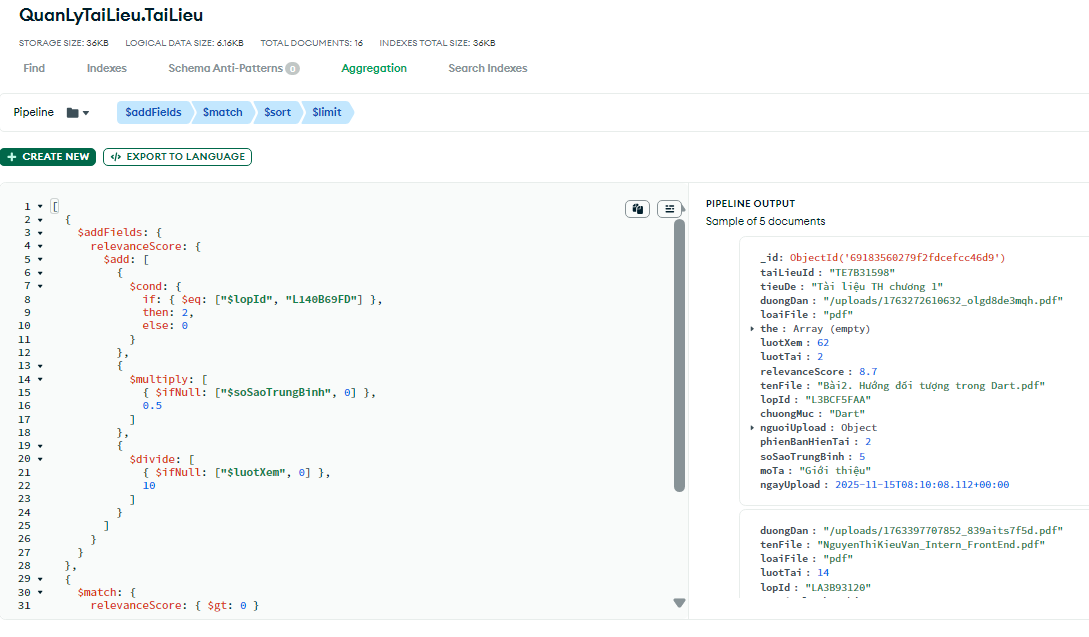 QuanLyTaiLieu.TaiLieu
STORAGE SIZE: 36KB LOGICAL DATA SIZE: 6.16KB TOTAL DOCUMENTS: 16 INDEXES TOTAL SIZE: 36KB
Find Indexes Schema Anti-Patterns 0 Aggregation Search Indexes
Pipeline $addFields $match $sort $limit
+ CREATE NEW </> EXPORT TO LANGUAGE
1 [
2 {
3 $addFields: {
4 relevanceScore: {
5 $add: [
6 {
7 $cond: {
8 if: { $eq: ["$lopId", "L140B69FD"] },
9 then: 2,
10 else: 0
11 }
12 },
13 {
14 $multiply: [
15 { $ifNull: ["$soSaoTrungBinh", 0] },
16 0.5
17 ]
18 },
19 {
20 $divide: [
21 { $ifNull: ["$luotXem", 0] },
22 10
23 ]
24 }
25 ]
26 }
27 }
28 },
29 {
30 $match: {
31 relevanceScore: { $gt: 0 }
PIPELINE OUTPUT
Sample of 5 documents
_id: ObjectId('69183560279f2fdcefcc46d9')
taiLieuId : "TE7B31598"
tieuDe : "Tài liệu TH chương 1"
duongDan : "/uploads/1763272610632_olgd8de3mqh.pdf"
loaiFile : "pdf"
the : Array (empty)
luotXem : 62
luotTai : 2
relevanceScore : 8.7
tenFile : "Bài2. Hướng đối tượng trong Dart.pdf"
lopId : "L3BCF5FAA"
chuongMuc : "Dart"
nguoiUpload : Object
phienBanHienTai : 2
soSaoTrungBinh : 5
moTa : "Giới thiệu"
ngayUpload : 2025-11-15T08:10:08.112+00:00
duongDan : "/uploads/1763397707852_839aits7f5d.pdf"
tenFile : "NguyenThiKieuVan_Intern_FrontEnd.pdf"
loaiFile : "pdf"
luotTai : 14
lopId : "LA3B93120"